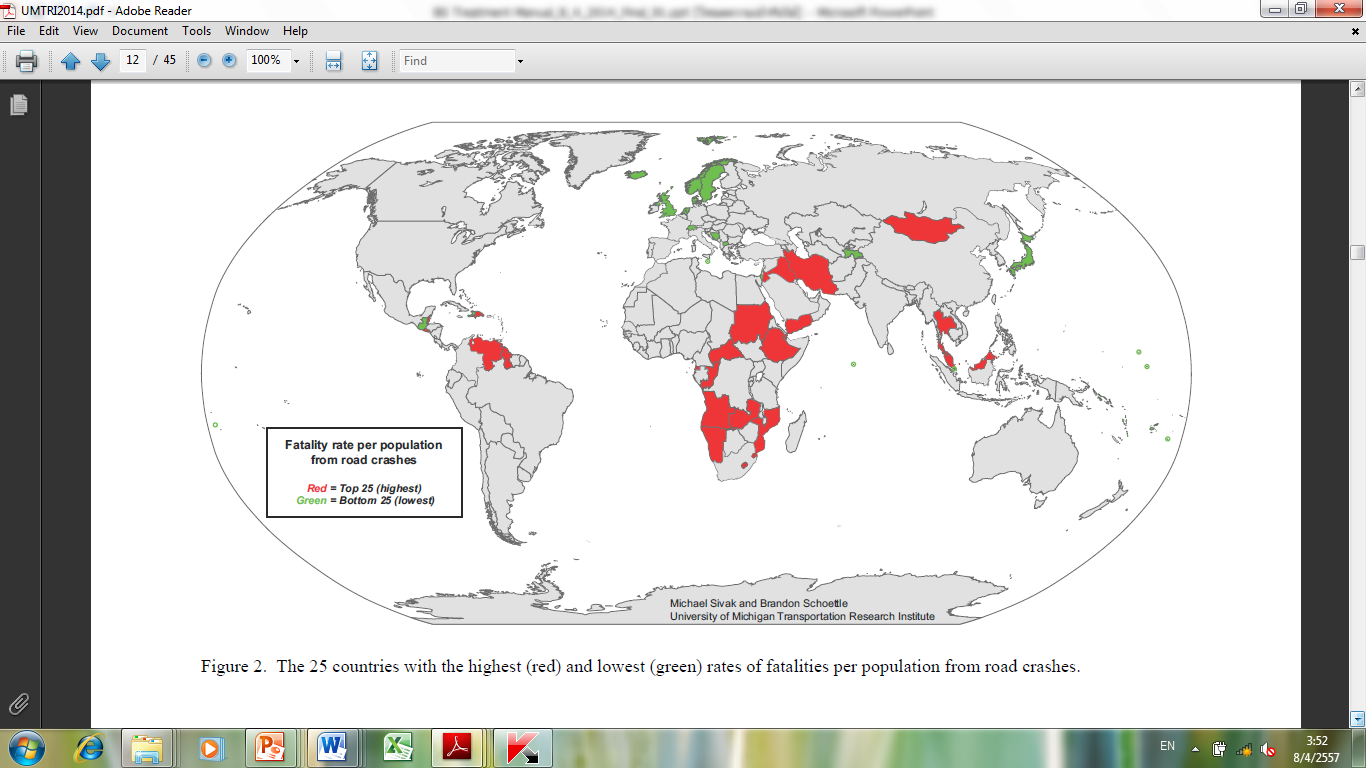 UMTRI2014.pdf - Adobe Reader
File Edit View Document Tools Window Help
12 / 45 100% Find
Fatality rate per population
from road crashes
Red = Top 25 (highest)
Green = Bottom 25 (lowest)
Michael Sivak and Brandon Schoettle
University of Michigan Transportation Research Institute
Figure 2. The 25 countries with the highest (red) and lowest (green) rates of fatalities per population from road crashes.
EN
3:52
8/4/2557